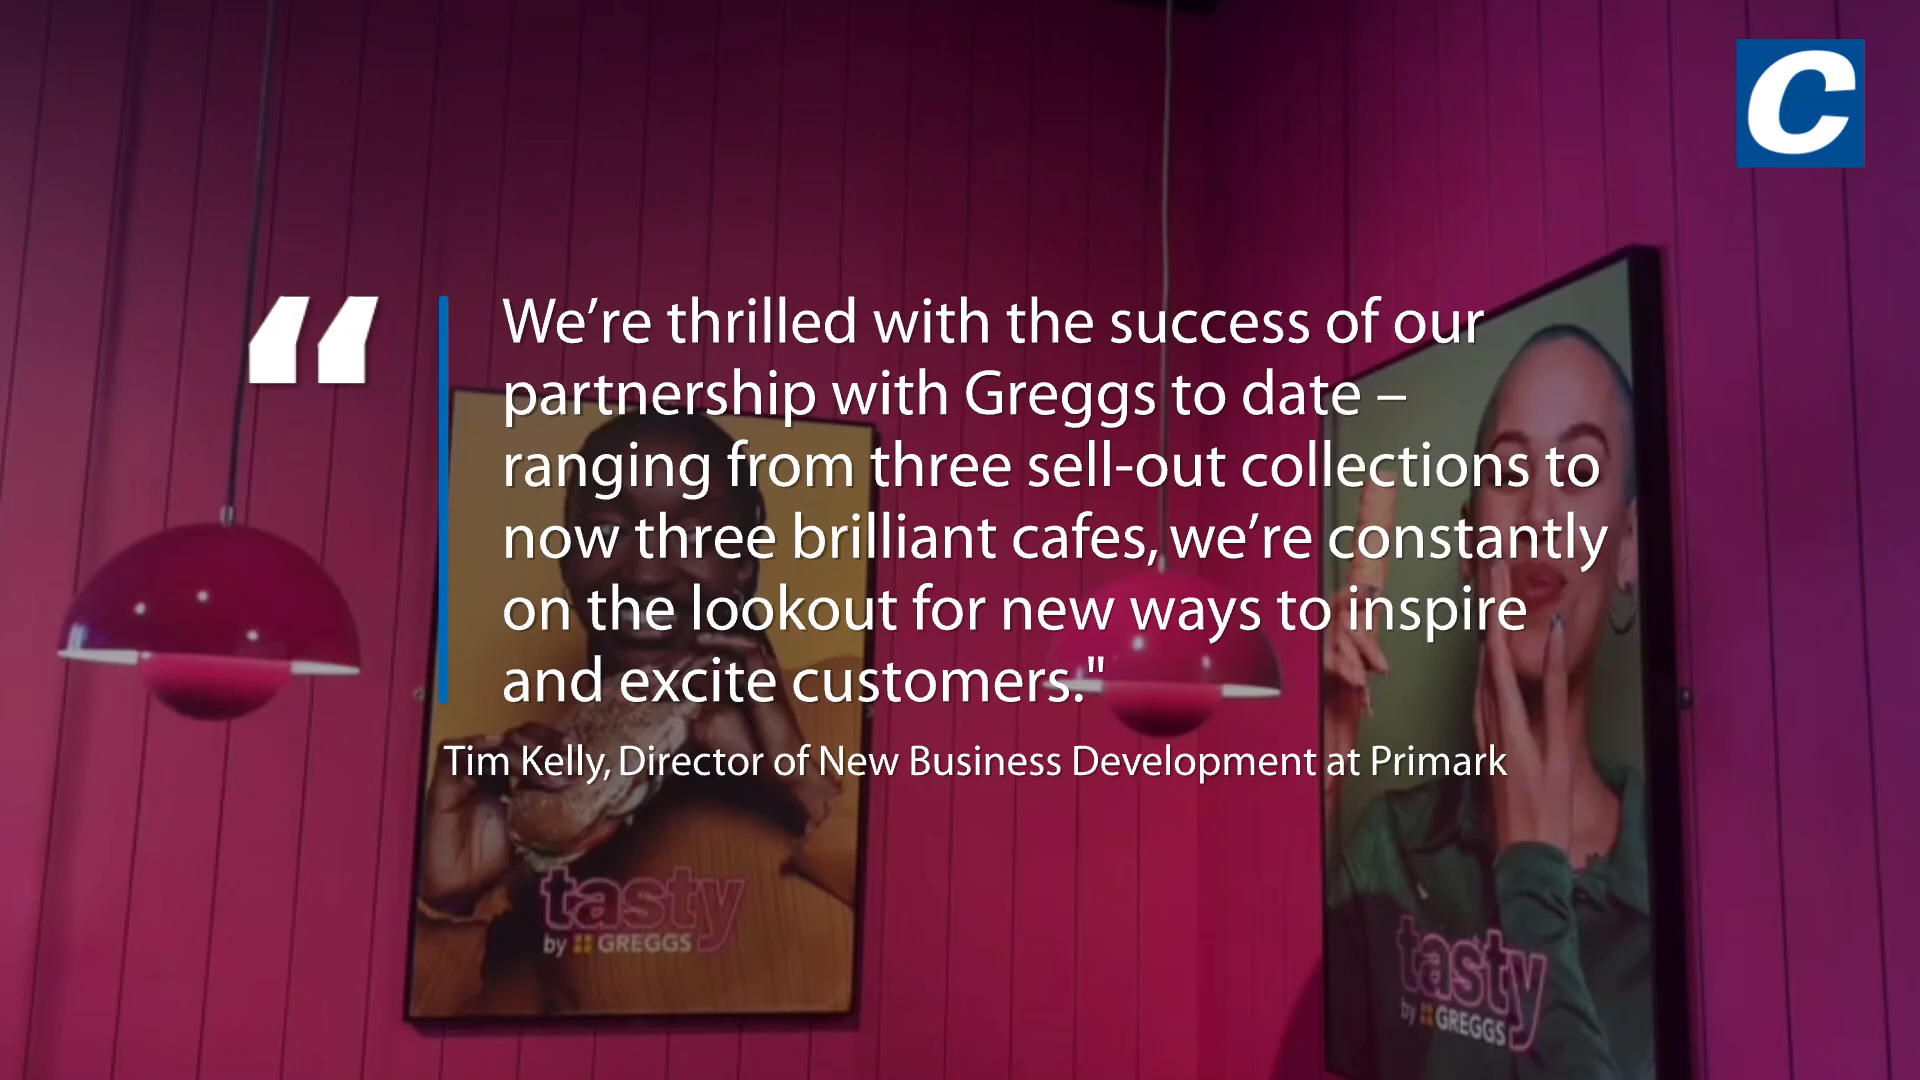 C
“
We’re thrilled with the success of our
partnership with Greggs to date –
ranging from three sell-out collections to
now three brilliant cafes, we’re constantly
on the lookout for new ways to inspire
and excite customers."
Tim Kelly, Director of New Business Development at Primark
tasty
by GREGGS
tasty
by GREGGS